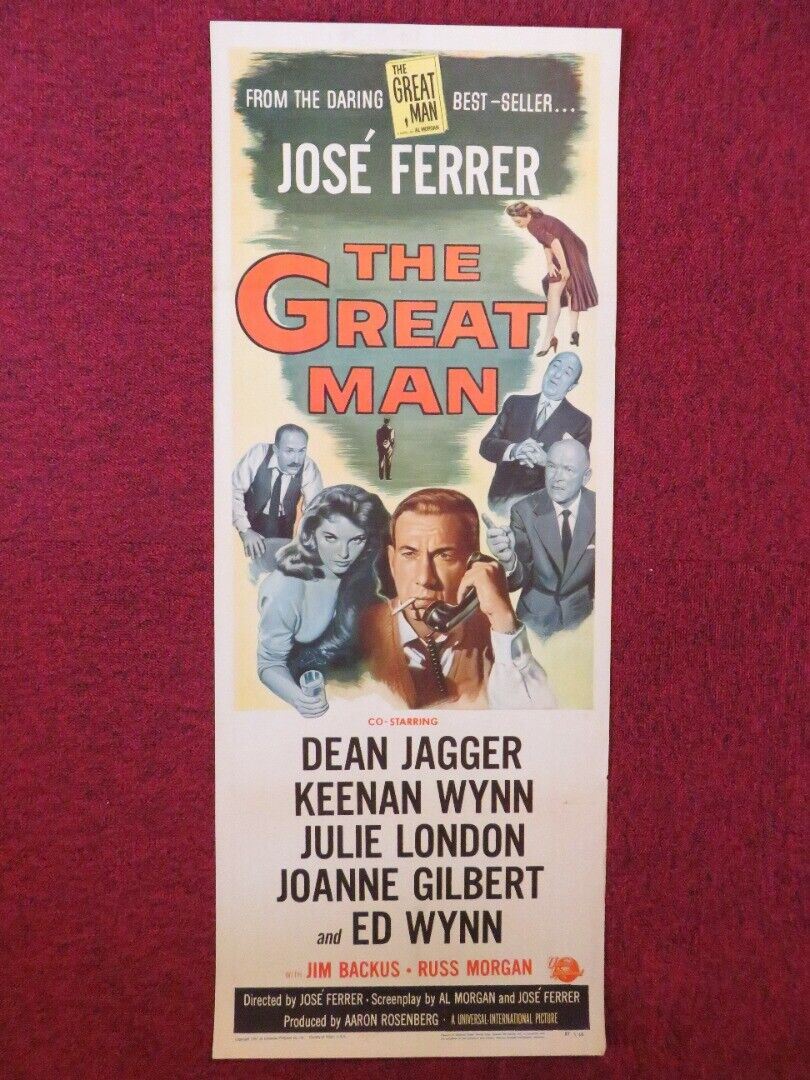 FROM THE DARING THE GREAT MAN BEST-SELLER...
AL MORGAN
JOSÉ FERRER
THE
GREAT
MAN
CO-STARRING
DEAN JAGGER
KEENAN WYNN
JULIE LONDON
JOANNE GILBERT
and ED WYNN
WITH JIM BACKUS • RUSS MORGAN
Directed by JOSÉ FERRER • Screenplay by AL MORGAN and JOSÉ FERRER
Produced by AARON ROSENBERG • A UNIVERSAL-INTERNATIONAL PICTURE